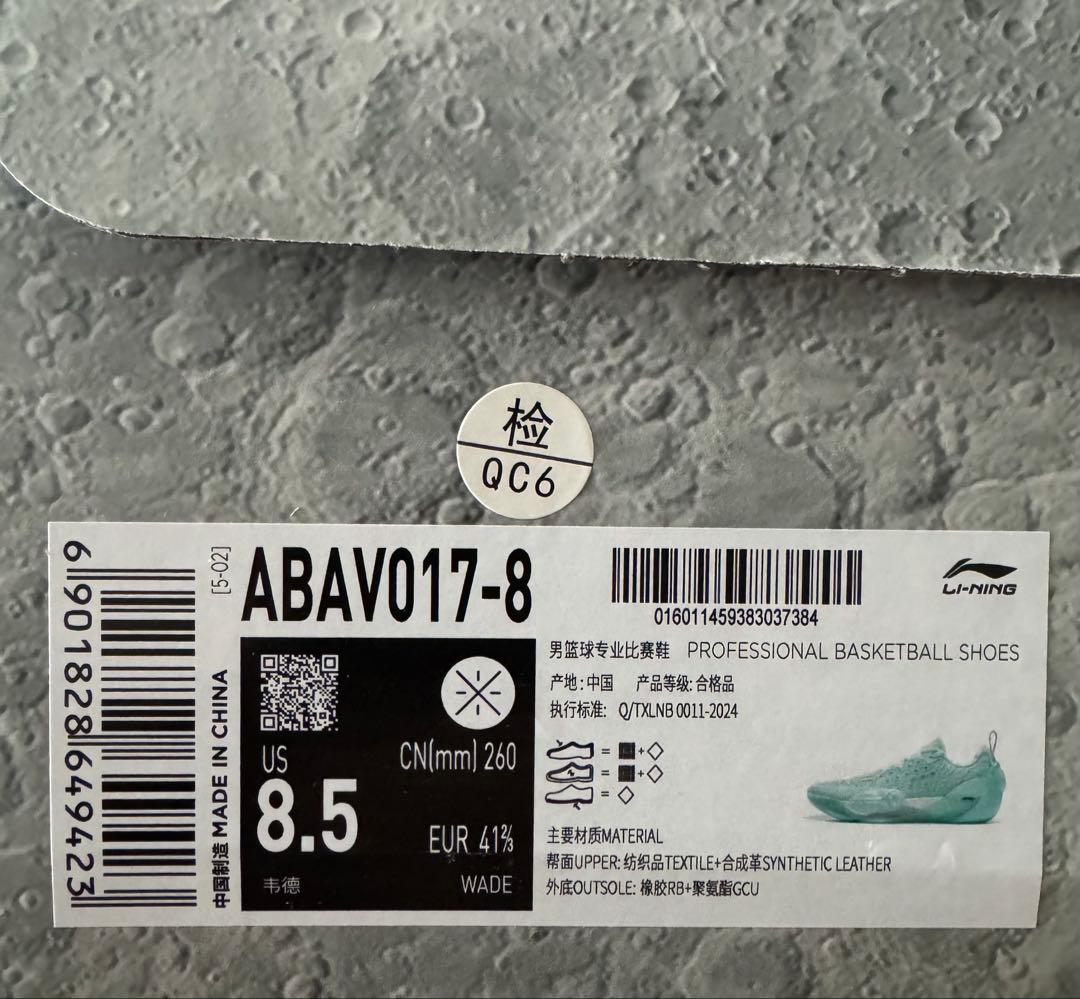 检
QC6
6 901828 649423
[5-02]
中国制造 MADE IN CHINA
ABAV017-8
016011459383037384
LI-NING
男篮球专业比赛鞋 PROFESSIONAL BASKETBALL SHOES
产地:中国 产品等级:合格品
执行标准: Q/TXLNB 0011-2024
US
8.5
CN(mm) 260
EUR 41⅔
韦德
WADE
= +
= +
=
主要材质MATERIAL
帮面UPPER: 纺织品TEXTILE+合成革SYNTHETIC LEATHER
外底OUTSOLE: 橡胶RB+聚氨酯GCU